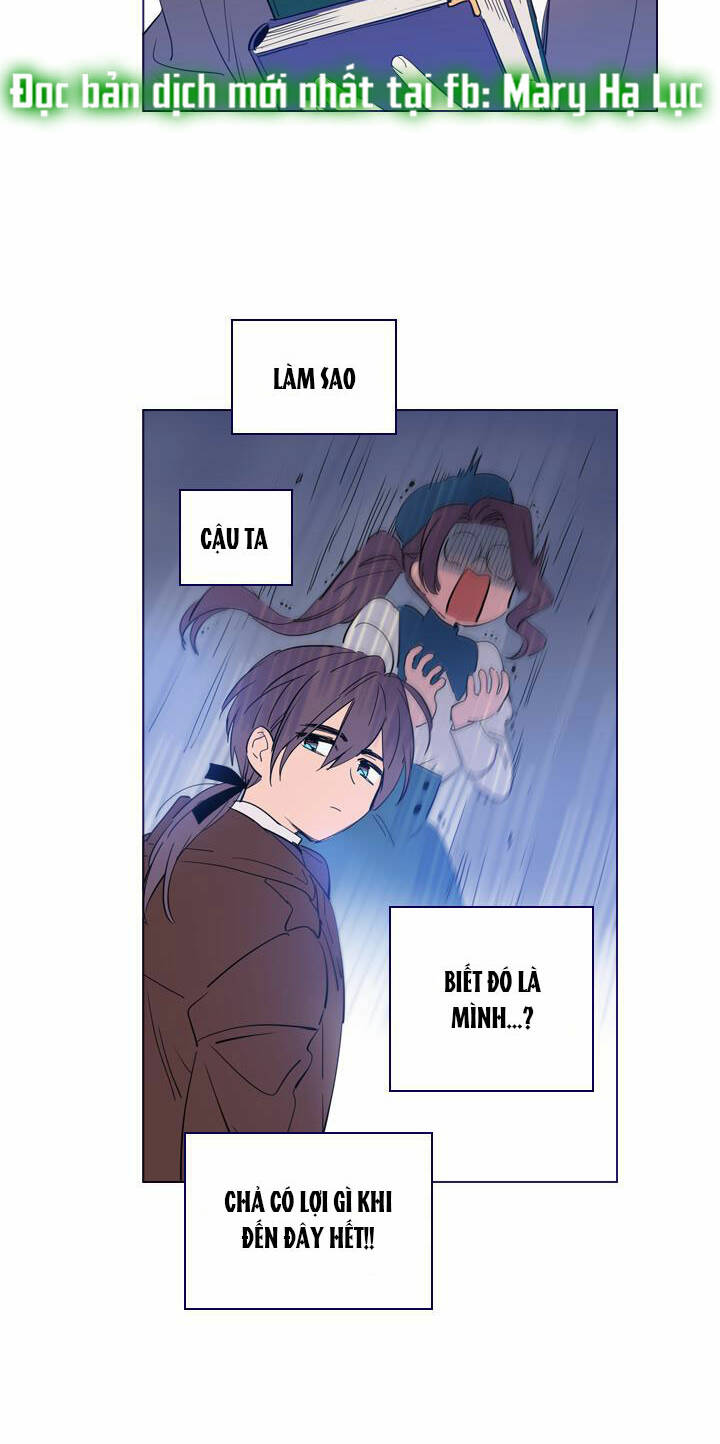 Đọc bản dịch mới nhất tại fb: Mary Hạ Lục
LÀM SAO
CẬU TA
BIẾT ĐÓ LÀ
MÌNH...?
CHẢ CÓ LỢI GÌ KHI
ĐẾN ĐÂY HẾT!!